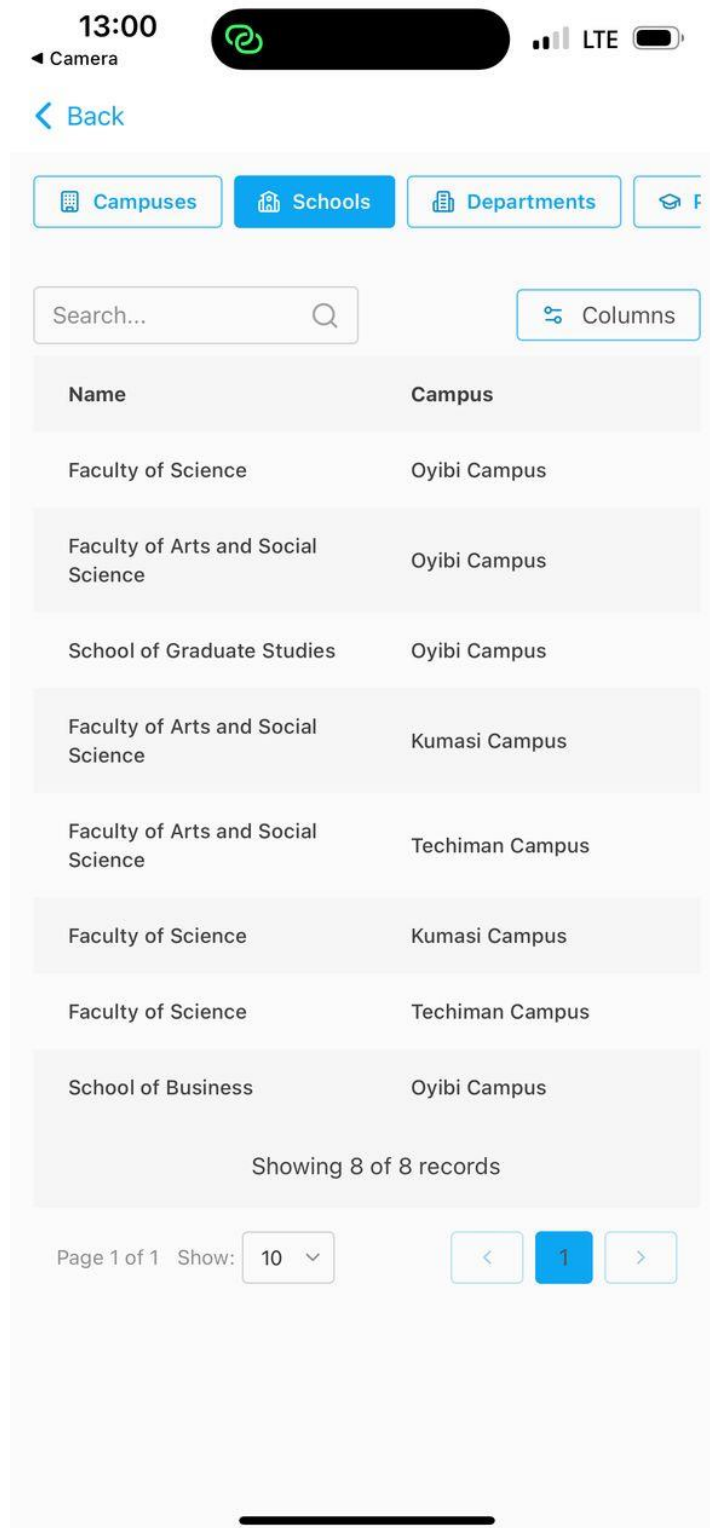 13:00
LTE
◀ Camera
Back
Campuses
Schools
Departments
Search...
Columns
Name Campus
Faculty of Science Oyibi Campus
Faculty of Arts and Social
Science Oyibi Campus
School of Graduate Studies Oyibi Campus
Faculty of Arts and Social
Science Kumasi Campus
Faculty of Arts and Social
Science Techiman Campus
Faculty of Science Kumasi Campus
Faculty of Science Techiman Campus
School of Business Oyibi Campus
Showing 8 of 8 records
Page 1 of 1 Show: 10 1